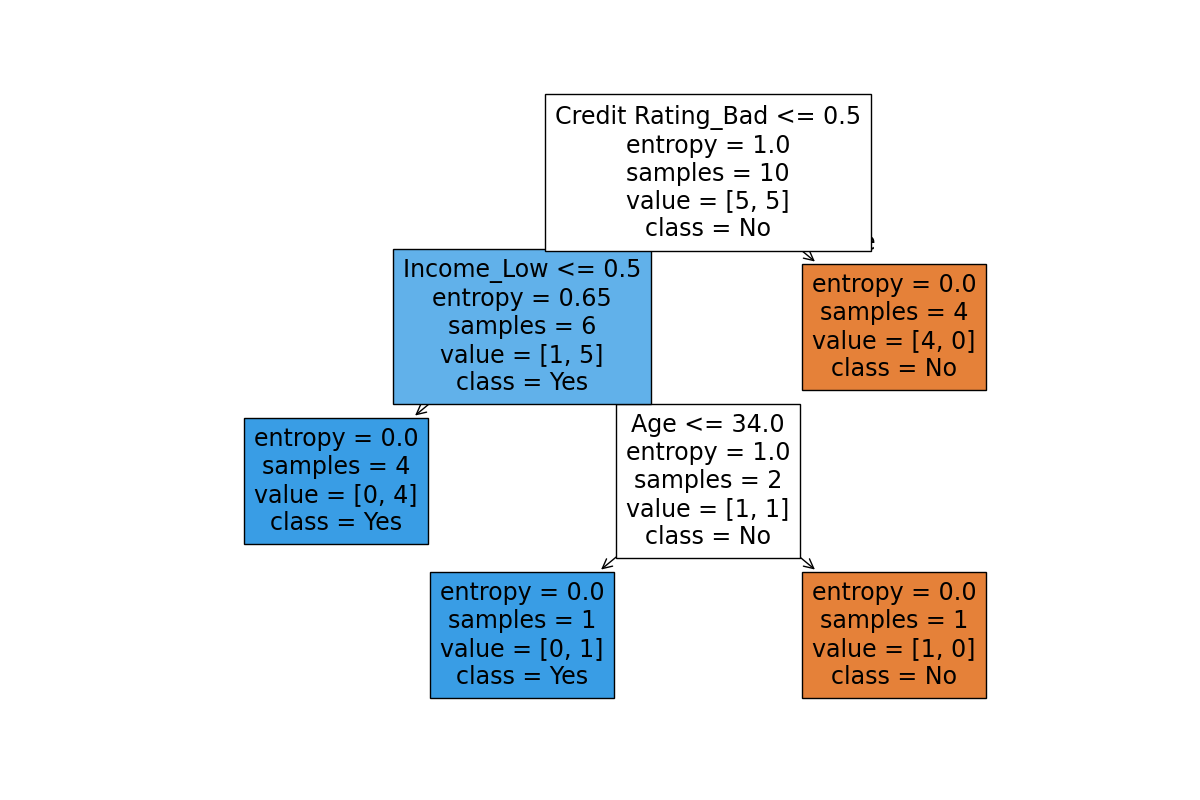 Credit Rating_Bad <= 0.5
entropy = 1.0
samples = 10
value = [5, 5]
class = No
Income_Low <= 0.5
entropy = 0.65
samples = 6
value = [1, 5]
class = Yes
entropy = 0.0
samples = 4
value = [4, 0]
class = No
entropy = 0.0
samples = 4
value = [0, 4]
class = Yes
Age <= 34.0
entropy = 1.0
samples = 2
value = [1, 1]
class = No
entropy = 0.0
samples = 1
value = [0, 1]
class = Yes
entropy = 0.0
samples = 1
value = [1, 0]
class = No